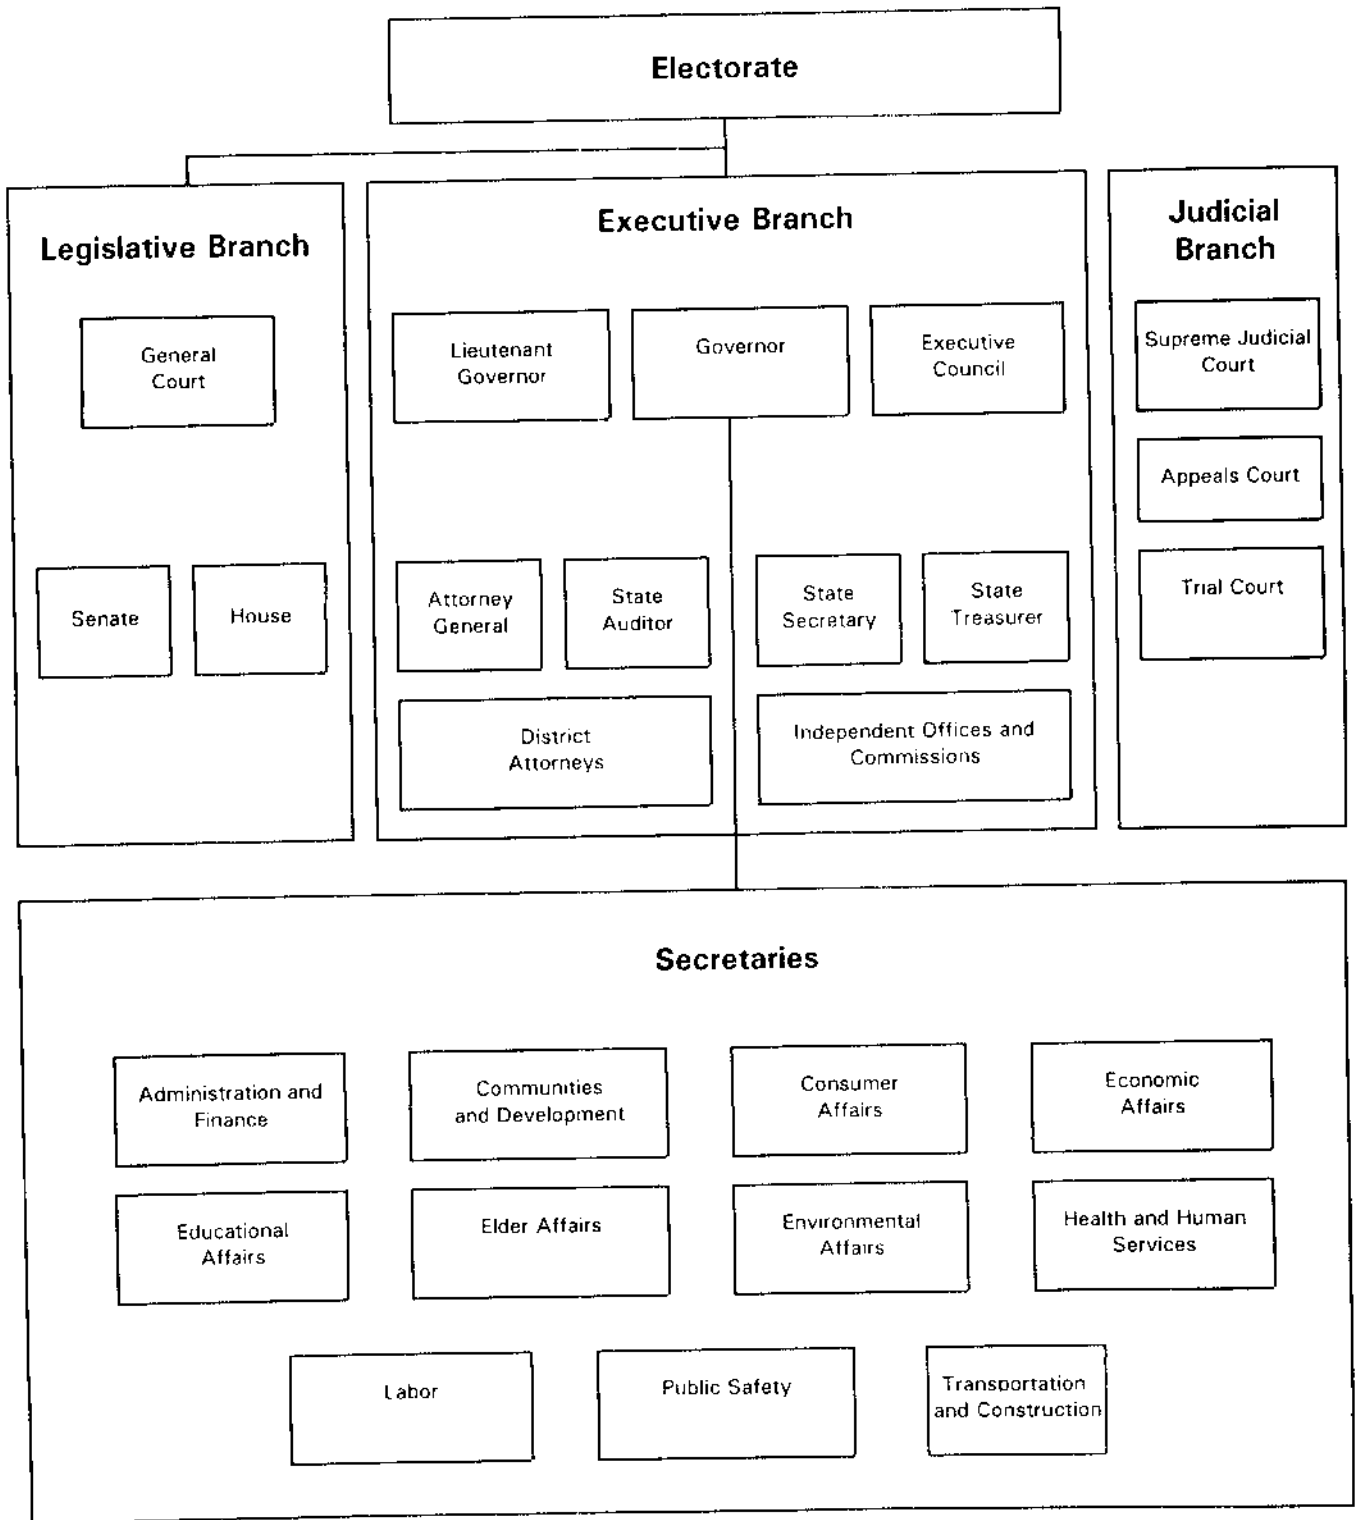 Electorate
Legislative Branch
General
Court
Senate
House
Executive Branch
Lieutenant
Governor
Governor
Executive
Council
Attorney
General
State
Auditor
State
Secretary
State
Treasurer
District
Attorneys
Independent Offices and
Commissions
Judicial
Branch
Supreme Judicial
Court
Appeals Court
Trial Court
Secretaries
Administration and
Finance
Communities
and Development
Consumer
Affairs
Economic
Affairs
Educational
Affairs
Elder Affairs
Environmental
Affairs
Health and Human
Services
Labor
Public Safety
Transportation
and Construction